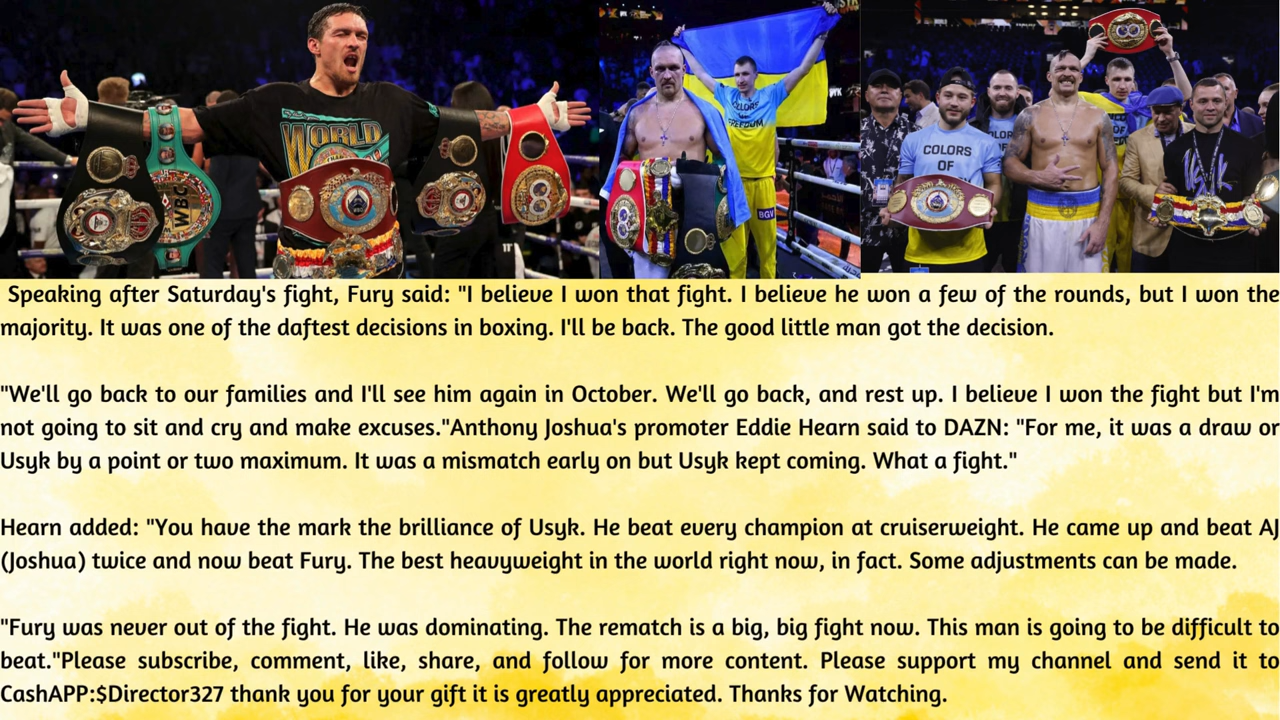 WORLD
WBC
COLORS
OF
FREEDOM
BGV
COLORS
OF
COLORS
OF
Speaking after Saturday's fight, Fury said: "I believe I won that fight. I believe he won a few of the rounds, but I won the
majority. It was one of the daftest decisions in boxing. I'll be back. The good little man got the decision.
"We'll go back to our families and I'll see him again in October. We'll go back, and rest up. I believe I won the fight but I'm
not going to sit and cry and make excuses."Anthony Joshua's promoter Eddie Hearn said to DAZN: "For me, it was a draw or
Usyk by a point or two maximum. It was a mismatch early on but Usyk kept coming. What a fight."
Hearn added: "You have the mark the brilliance of Usyk. He beat every champion at cruiserweight. He came up and beat AJ
(Joshua) twice and now beat Fury. The best heavyweight in the world right now, in fact. Some adjustments can be made.
"Fury was never out of the fight. He was dominating. The rematch is a big, big fight now. This man is going to be difficult to
beat."Please subscribe, comment, like, share, and follow for more content. Please support my channel and send it to
CashAPP:$Director327 thank you for your gift it is greatly appreciated. Thanks for Watching.